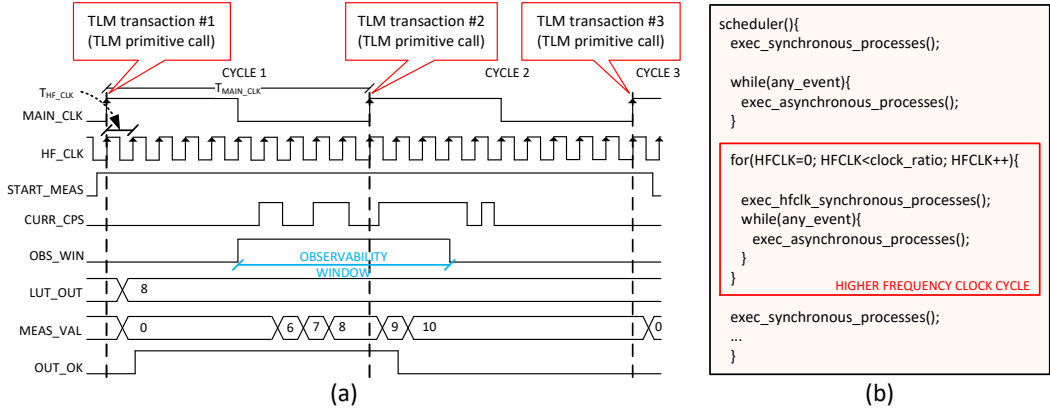 TLM transaction #1
(TLM primitive call)
TLM transaction #2
(TLM primitive call)
TLM transaction #3
(TLM primitive call)
CYCLE 1
CYCLE 2
CYCLE 3
T_HF_CLK
T_MAIN_CLK
MAIN_CLK
HF_CLK
START_MEAS
CURR_CPS
OBS_WIN
OBSERVABILITY
WINDOW
LUT_OUT
8
MEAS_VAL
0 6 7 8 9 10 0
OUT_OK
(a)
scheduler(){
exec_synchronous_processes();
while(any_event){
exec_asynchronous_processes();
}
for(HFCLK=0; HFCLK<clock_ratio; HFCLK++){
exec_hfclk_synchronous_processes();
while(any_event){
exec_asynchronous_processes();
}
}
HIGHER FREQUENCY CLOCK CYCLE
exec_synchronous_processes();
...
}
(b)